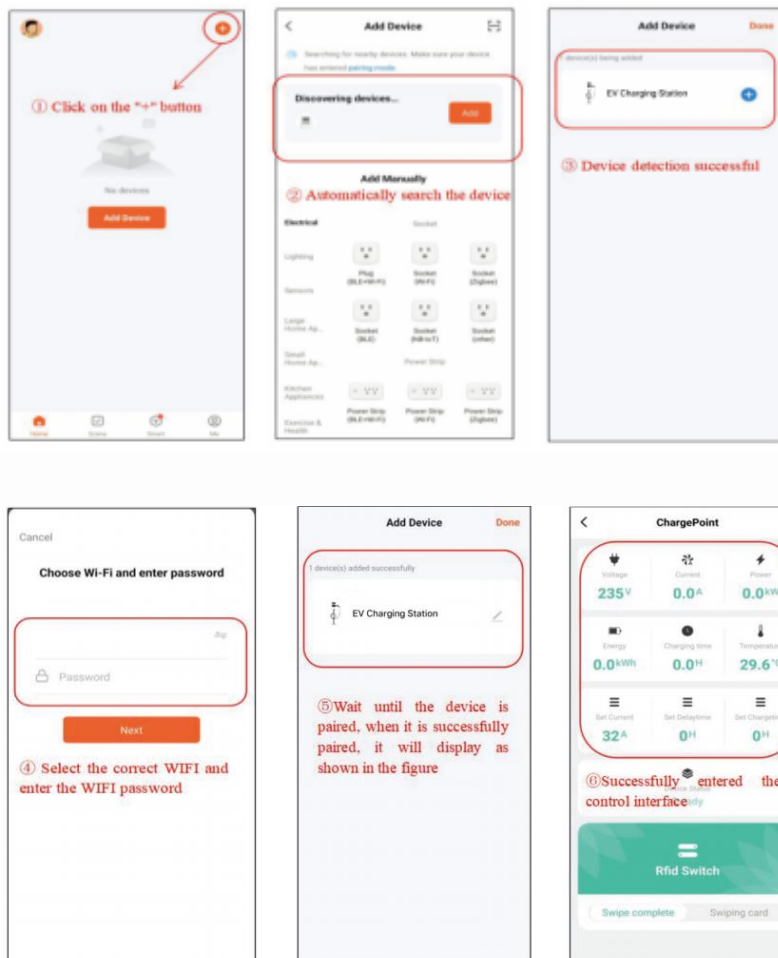 ① Click on the "+" button
No devices
Add Device
Home
Scene
Smart
Me
Add Device
Searching for nearby devices. Make sure your device
has entered pairing mode.
Discovering devices...
Add
Add Manually
② Automatically search the device
Electrical
Socket
Lighting
Plug
(BLE+Wi-Fi)
Socket
(Wi-Fi)
Socket
(Zigbee)
Sensors
Large
Home Ap...
Socket
(BLE)
Socket
(NB-IoT)
Socket
(other)
Small
Home Ap...
Power Strip
Kitchen
Appliances
Power Strip
(BLE+Wi-Fi)
Power Strip
(Wi-Fi)
Power Strip
(Zigbee)
Exercise &
Health
Add Device Done
1 device(s) being added
EV Charging Station
③ Device detection successful
Cancel
Choose Wi-Fi and enter password
Password
Next
④ Select the correct WIFI and
enter the WIFI password
Add Device Done
1 device(s) added successfully
EV Charging Station
⑤Wait until the device is
paired, when it is successfully
paired, it will display as
shown in the figure
ChargePoint
Voltage Current Power
235V 0.0A 0.0kW
Energy Charging time Temperatur
0.0kWh 0.0H 29.6°C
Set Current Set Delaytime Set Chargeti
32A 0H 0H
⑥Successfully entered the
control interface
Rfid Switch
Swipe complete Swiping card